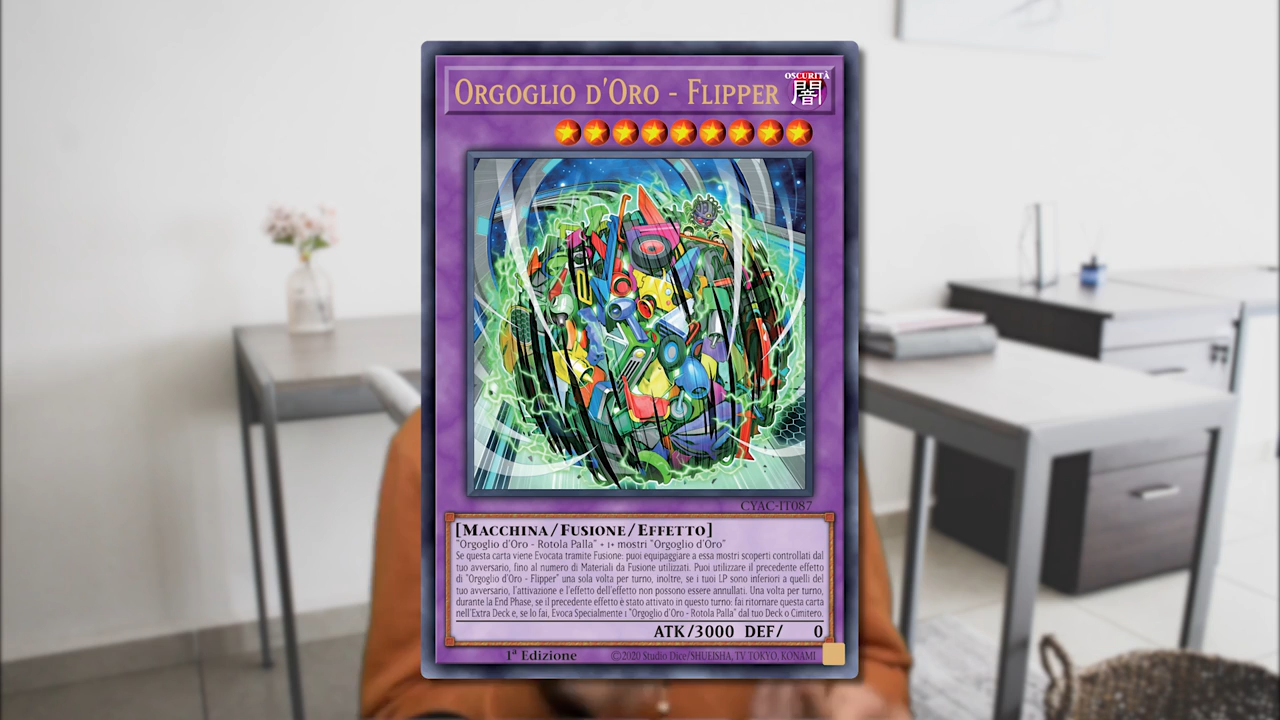 Orgoglio d'Oro - Flipper
OSCURITÀ
闇
CYAC-IT087
[Macchina/Fusione/Effetto]
"Orgoglio d'Oro - Rotola Palla" + 1+ mostri "Orgoglio d'Oro"
Se questa carta viene Evocata tramite Fusione: puoi equipaggiare a essa mostri scoperti controllati dal
tuo avversario, fino al numero di Materiali da Fusione utilizzati. Puoi utilizzare il precedente effetto
di "Orgoglio d'Oro - Flipper" una sola volta per turno, inoltre, se i tuoi LP sono inferiori a quelli del
tuo avversario, l'attivazione e l'effetto dell'effetto non possono essere annullati. Una volta per turno,
durante la End Phase, se il precedente effetto è stato attivato in questo turno: fai ritornare questa carta
nell'Extra Deck e, se lo fai, Evoca Specialmente 1 "Orgoglio d'Oro - Rotola Palla" dal tuo Deck o Cimitero.
ATK/3000 DEF/ 0
1ª Edizione
©2020 Studio Dice/SHUEISHA, TV TOKYO, KONAMI